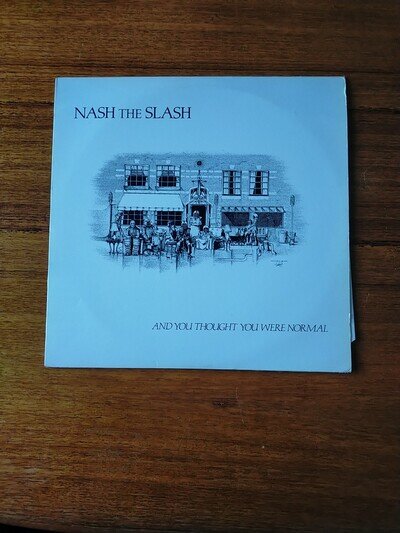 NASH THE SLASH
AND YOU THOUGHT YOU WERE NORMAL